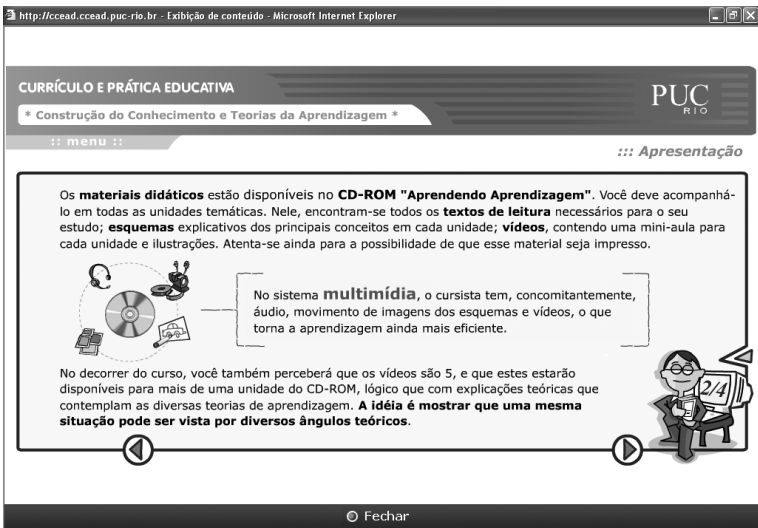 http://ccead.ccead.puc-rio.br - Exibição de conteúdo - Microsoft Internet Explorer
CURRÍCULO E PRÁTICA EDUCATIVA
* Construção do Conhecimento e Teorias da Aprendizagem *
PUC
RIO
:: menu ::
::: Apresentação
Os materiais didáticos estão disponíveis no CD-ROM "Aprendendo Aprendizagem". Você deve acompanhá-
lo em todas as unidades temáticas. Nele, encontram-se todos os textos de leitura necessários para o seu
estudo; esquemas explicativos dos principais conceitos em cada unidade; vídeos, contendo uma mini-aula para
cada unidade e ilustrações. Atenta-se ainda para a possibilidade de que esse material seja impresso.
No sistema multimídia, o cursista tem, concomitantemente,
áudio, movimento de imagens dos esquemas e vídeos, o que
torna a aprendizagem ainda mais eficiente.
No decorrer do curso, você também perceberá que os vídeos são 5, e que estes estarão
disponíveis para mais de uma unidade do CD-ROM, lógico que com explicações teóricas que
contemplam as diversas teorias de aprendizagem. A idéia é mostrar que uma mesma
situação pode ser vista por diversos ângulos teóricos.
2/4
Fechar